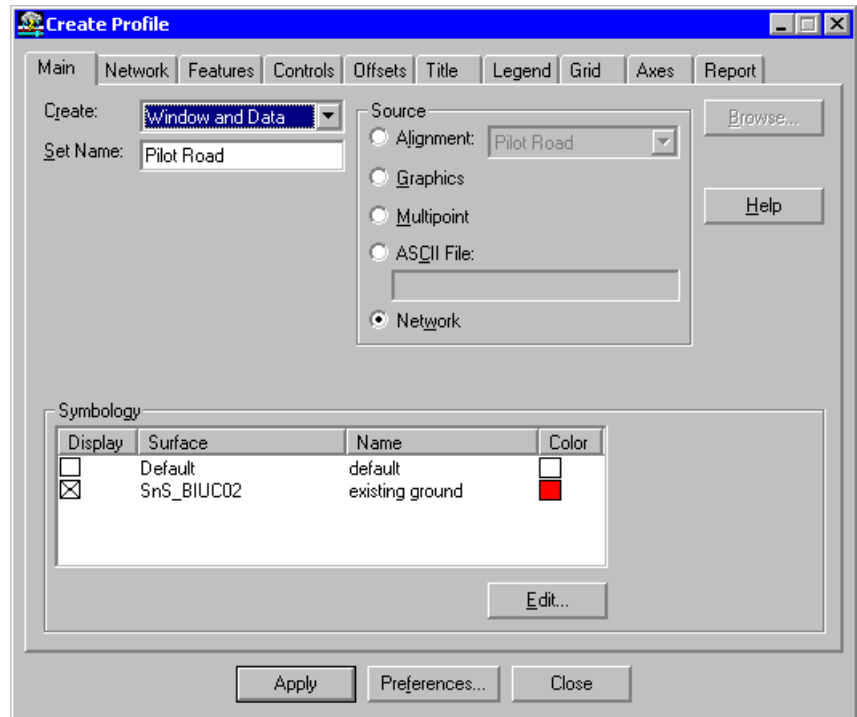 Create Profile
Main Network Features Controls Offsets Title Legend Grid Axes Report
Create: Window and Data
Set Name: Pilot Road
Source
Alignment: Pilot Road
Graphics
Multipoint
ASCII File:
Network
Browse...
Help
Symbology
Display Surface Name Color
Default default
SnS_BIUC02 existing ground
Edit...
Apply Preferences... Close